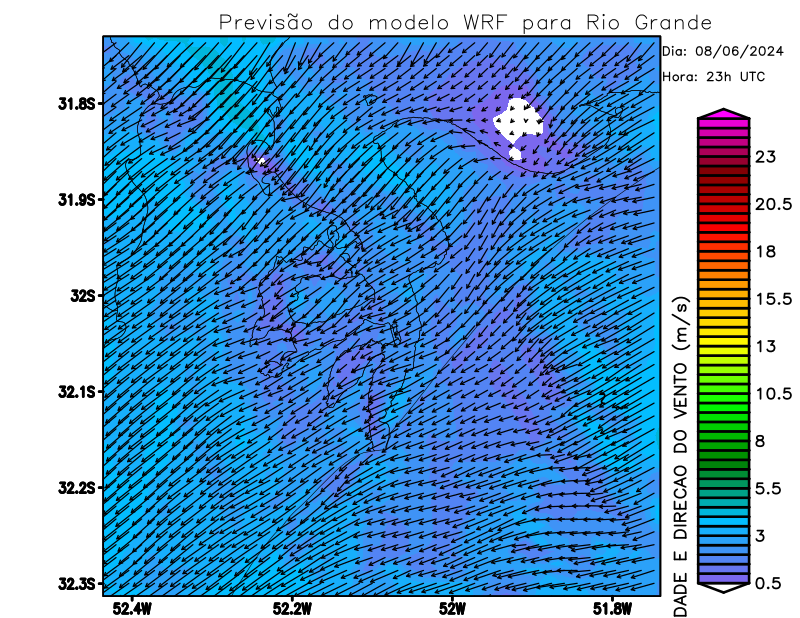 Previsão do modelo WRF para Rio Grande
Dia: 08/06/2024
Hora: 23h UTC
31.8S
31.9S
32S
32.1S
32.2S
32.3S
52.4W
52.2W
52W
51.8W
23
20.5
18
15.5
13
10.5
8
5.5
3
0.5
DADE E DIRECAO DO VENTO (m/s)